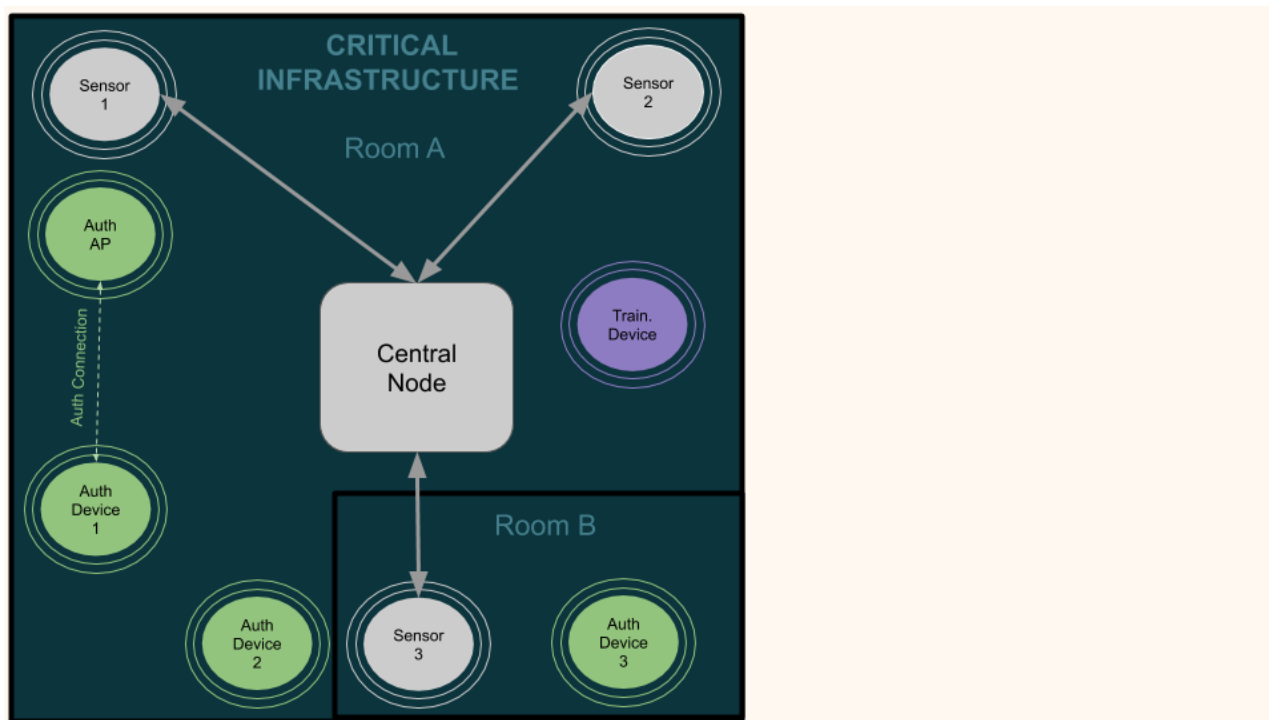 CRITICAL
INFRASTRUCTURE
Room A
Sensor
1
Sensor
2
Auth
AP
Auth Connection
Train.
Device
Central
Node
Auth
Device
1
Room B
Auth
Device
2
Sensor
3
Auth
Device
3